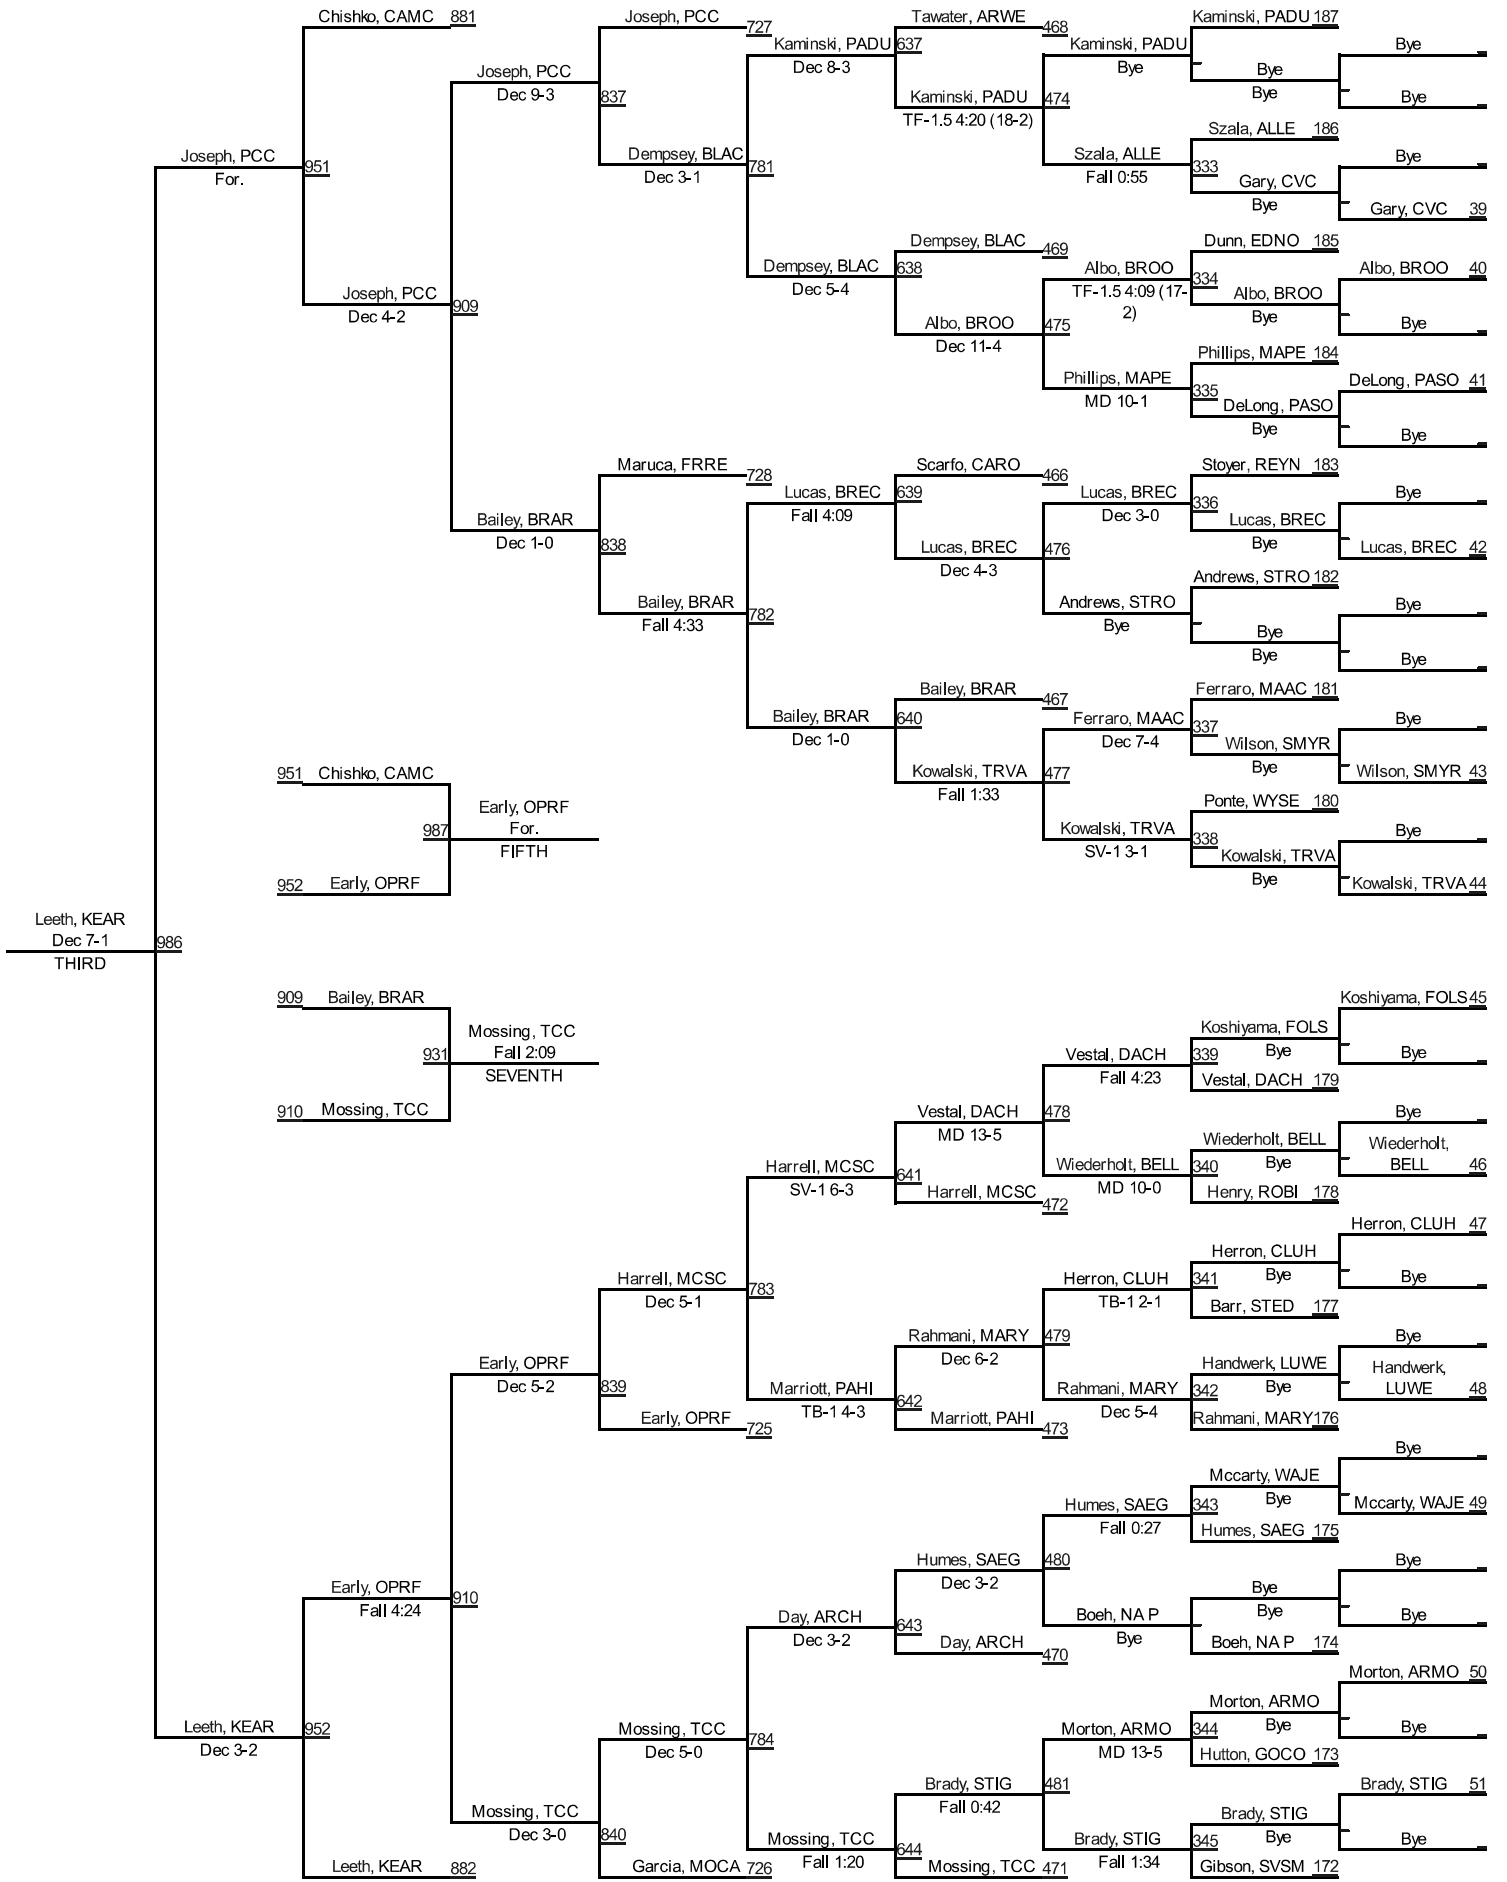 Chishko, CAMC 881
Joseph, PCC
727
Tawater, ARWE
468
Kaminski, PADU 187
Kaminski, PADU 637
Dec 8-3
Kaminski, PADU
Bye
Bye
Joseph, PCC
Dec 9-3
Bye
Bye
837
Kaminski, PADU 474
TF-1.5 4:20 (18-2)
Bye
Szala, ALLE 186
Joseph, PCC
For.
951
Dempsey, BLAC
Dec 3-1
781
Szala, ALLE
Fall 0:55
333
Bye
Gary, CVC
Bye
Gary, CVC 39
Dempsey, BLAC
469
Dunn, EDNO 185
Dempsey, BLAC 638
Dec 5-4
Albo, BROO
TF-1.5 4:09 (17-
2)
334
Albo, BROO 40
Albo, BROO
Bye
Joseph, PCC
Dec 4-2
909
Albo, BROO 475
Dec 11-4
Bye
Phillips, MAPE 184
Phillips, MAPE
MD 10-1
335
DeLong, PASO 41
DeLong, PASO
Bye
Bye
Maruca, FRRE
728
Scarfo, CARO
466
Stoyer, REYN 183
Lucas, BREC 639
Fall 4:09
Lucas, BREC
Dec 3-0
336
Bye
Bailey, BRAR
Dec 1-0
838
Lucas, BREC
Bye
Lucas, BREC 476
Dec 4-3
Lucas, BREC 42
Andrews, STRO 182
Bailey, BRAR
Fall 4:33
782
Andrews, STRO
Bye
Bye
Bye
Bye
Bye
Bailey, BRAR
467
Ferraro, MAAC 181
Bailey, BRAR 640
Dec 1-0
Ferraro, MAAC
Dec 7-4
337
Bye
Wilson, SMYR
Bye
951 Chishko, CAMC
Kowalski, TRVA 477
Fall 1:33
Wilson, SMYR 43
Ponte, WYSE 180
987
Early, OPRF
For.
FIFTH
Kowalski, TRVA
SV-1 3-1
338
Bye
Kowalski, TRVA
Bye
952 Early, OPRF
Kowalski, TRVA 44
Leeth, KEAR
Dec 7-1
THIRD
986
909 Bailey, BRAR
Koshiyama, FOLS 45
931
Mossing, TCC
Fall 2:09
SEVENTH
Koshiyama, FOLS
Bye
Vestal, DACH
Fall 4:23
339
Bye
Vestal, DACH 179
910 Mossing, TCC
Vestal, DACH 478
MD 13-5
Bye
Wiederholt, BELL
Bye
Wiederholt,
BELL 46
Harrell, MCSC 641
SV-1 6-3
Wiederholt, BELL 340
MD 10-0
Harrell, MCSC
472
Henry, ROBI 178
Herron, CLUH 47
Herron, CLUH
Bye
Harrell, MCSC
Dec 5-1
783
Herron, CLUH
TB-1 2-1
341
Bye
Barr, STED 177
Rahmani, MARY 479
Dec 6-2
Bye
Early, OPRF
Dec 5-2
839
Handwerk, LUWE
Bye
Handwerk,
LUWE 48
Marriott, PAHI 642
TB-1 4-3
Rahmani, MARY 342
Dec 5-4
Early, OPRF
725
Marriott, PAHI 473
Rahmani, MARY 176
Bye
Mccarty, WAJE
Bye
Mccarty, WAJE 49
Humes, SAEG
Fall 0:27
343
Humes, SAEG 175
Humes, SAEG 480
Dec 3-2
Bye
Early, OPRF
Fall 4:24
910
Bye
Bye
Day, ARCH
Dec 3-2
643
Boeh, NA P
Bye
Bye
Day, ARCH
470
Boeh, NA P 174
Morton, ARMO 50
Morton, ARMO
Bye
Leeth, KEAR
Dec 3-2
952
Mossing, TCC
Dec 5-0
784
Morton, ARMO
MD 13-5
344
Bye
Hutton, GOCO 173
Brady, STIG 481
Fall 0:42
Brady, STIG 51
Mossing, TCC
Dec 3-0
840
Brady, STIG
Bye
Mossing, TCC
Fall 1:20
644
Brady, STIG
Fall 1:34
345
Bye
Leeth, KEAR 882
Garcia, MOCA 726
Mossing, TCC 471
Gibson, SVSM 172